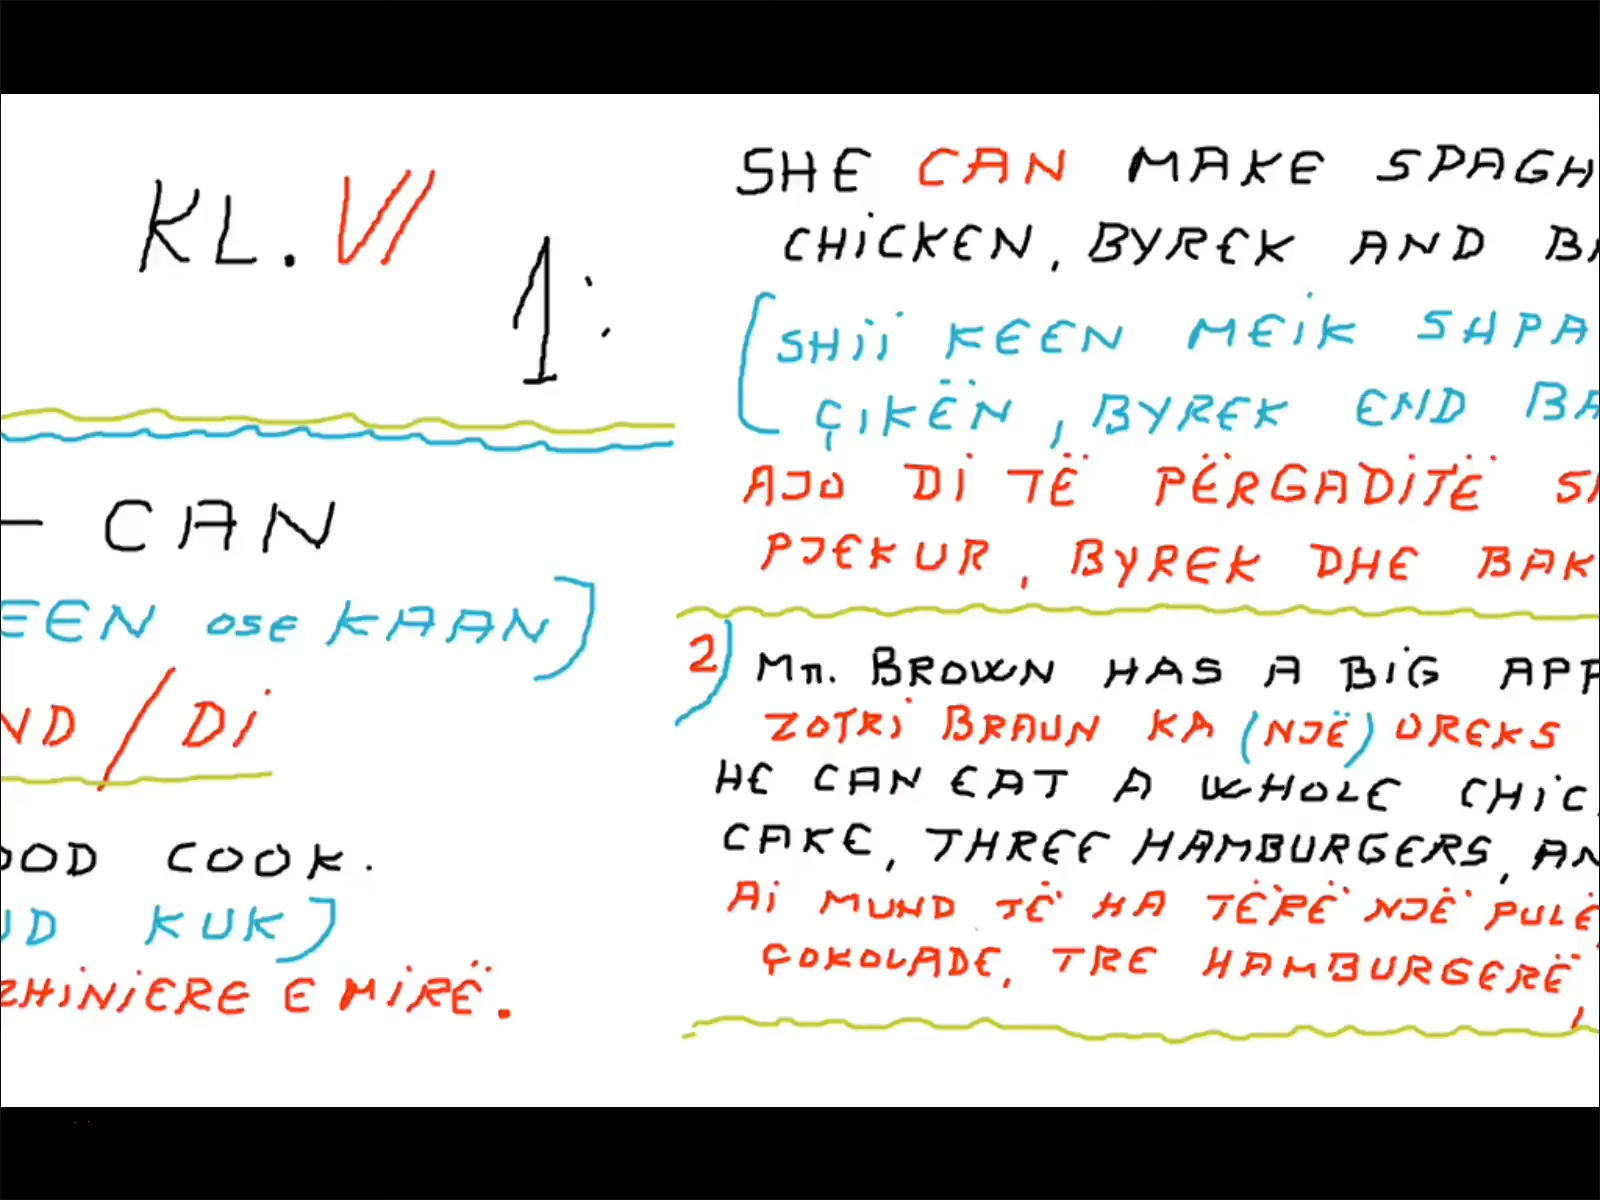 KL. VI
1:
- CAN
EEN ose KAAN)
ND / Di
OOD COOK.
UD KUK)
ZHiNiERE E MiRË.
SHE CAN MAKE SPAGH
CHiCKEN, BYREK AND BA
(SHii KEEN MEiK SHPA
ÇIKËN, BYREK END BA
AJO Di TË PËRGADiTË
PJEKUR, BYREK DHE BAK
2) Mr. BROWN HAS A BiG APP
ZOTRi BRAUN KA (NJË) OREKS
HE CAN EAT A WHOLE CHiC
CAKE, THREE HAMBURGERS, AN
Ai MUND TË HA TËRË NJË PULË,
ÇOKOLADE, TRE HAMBURGERË,